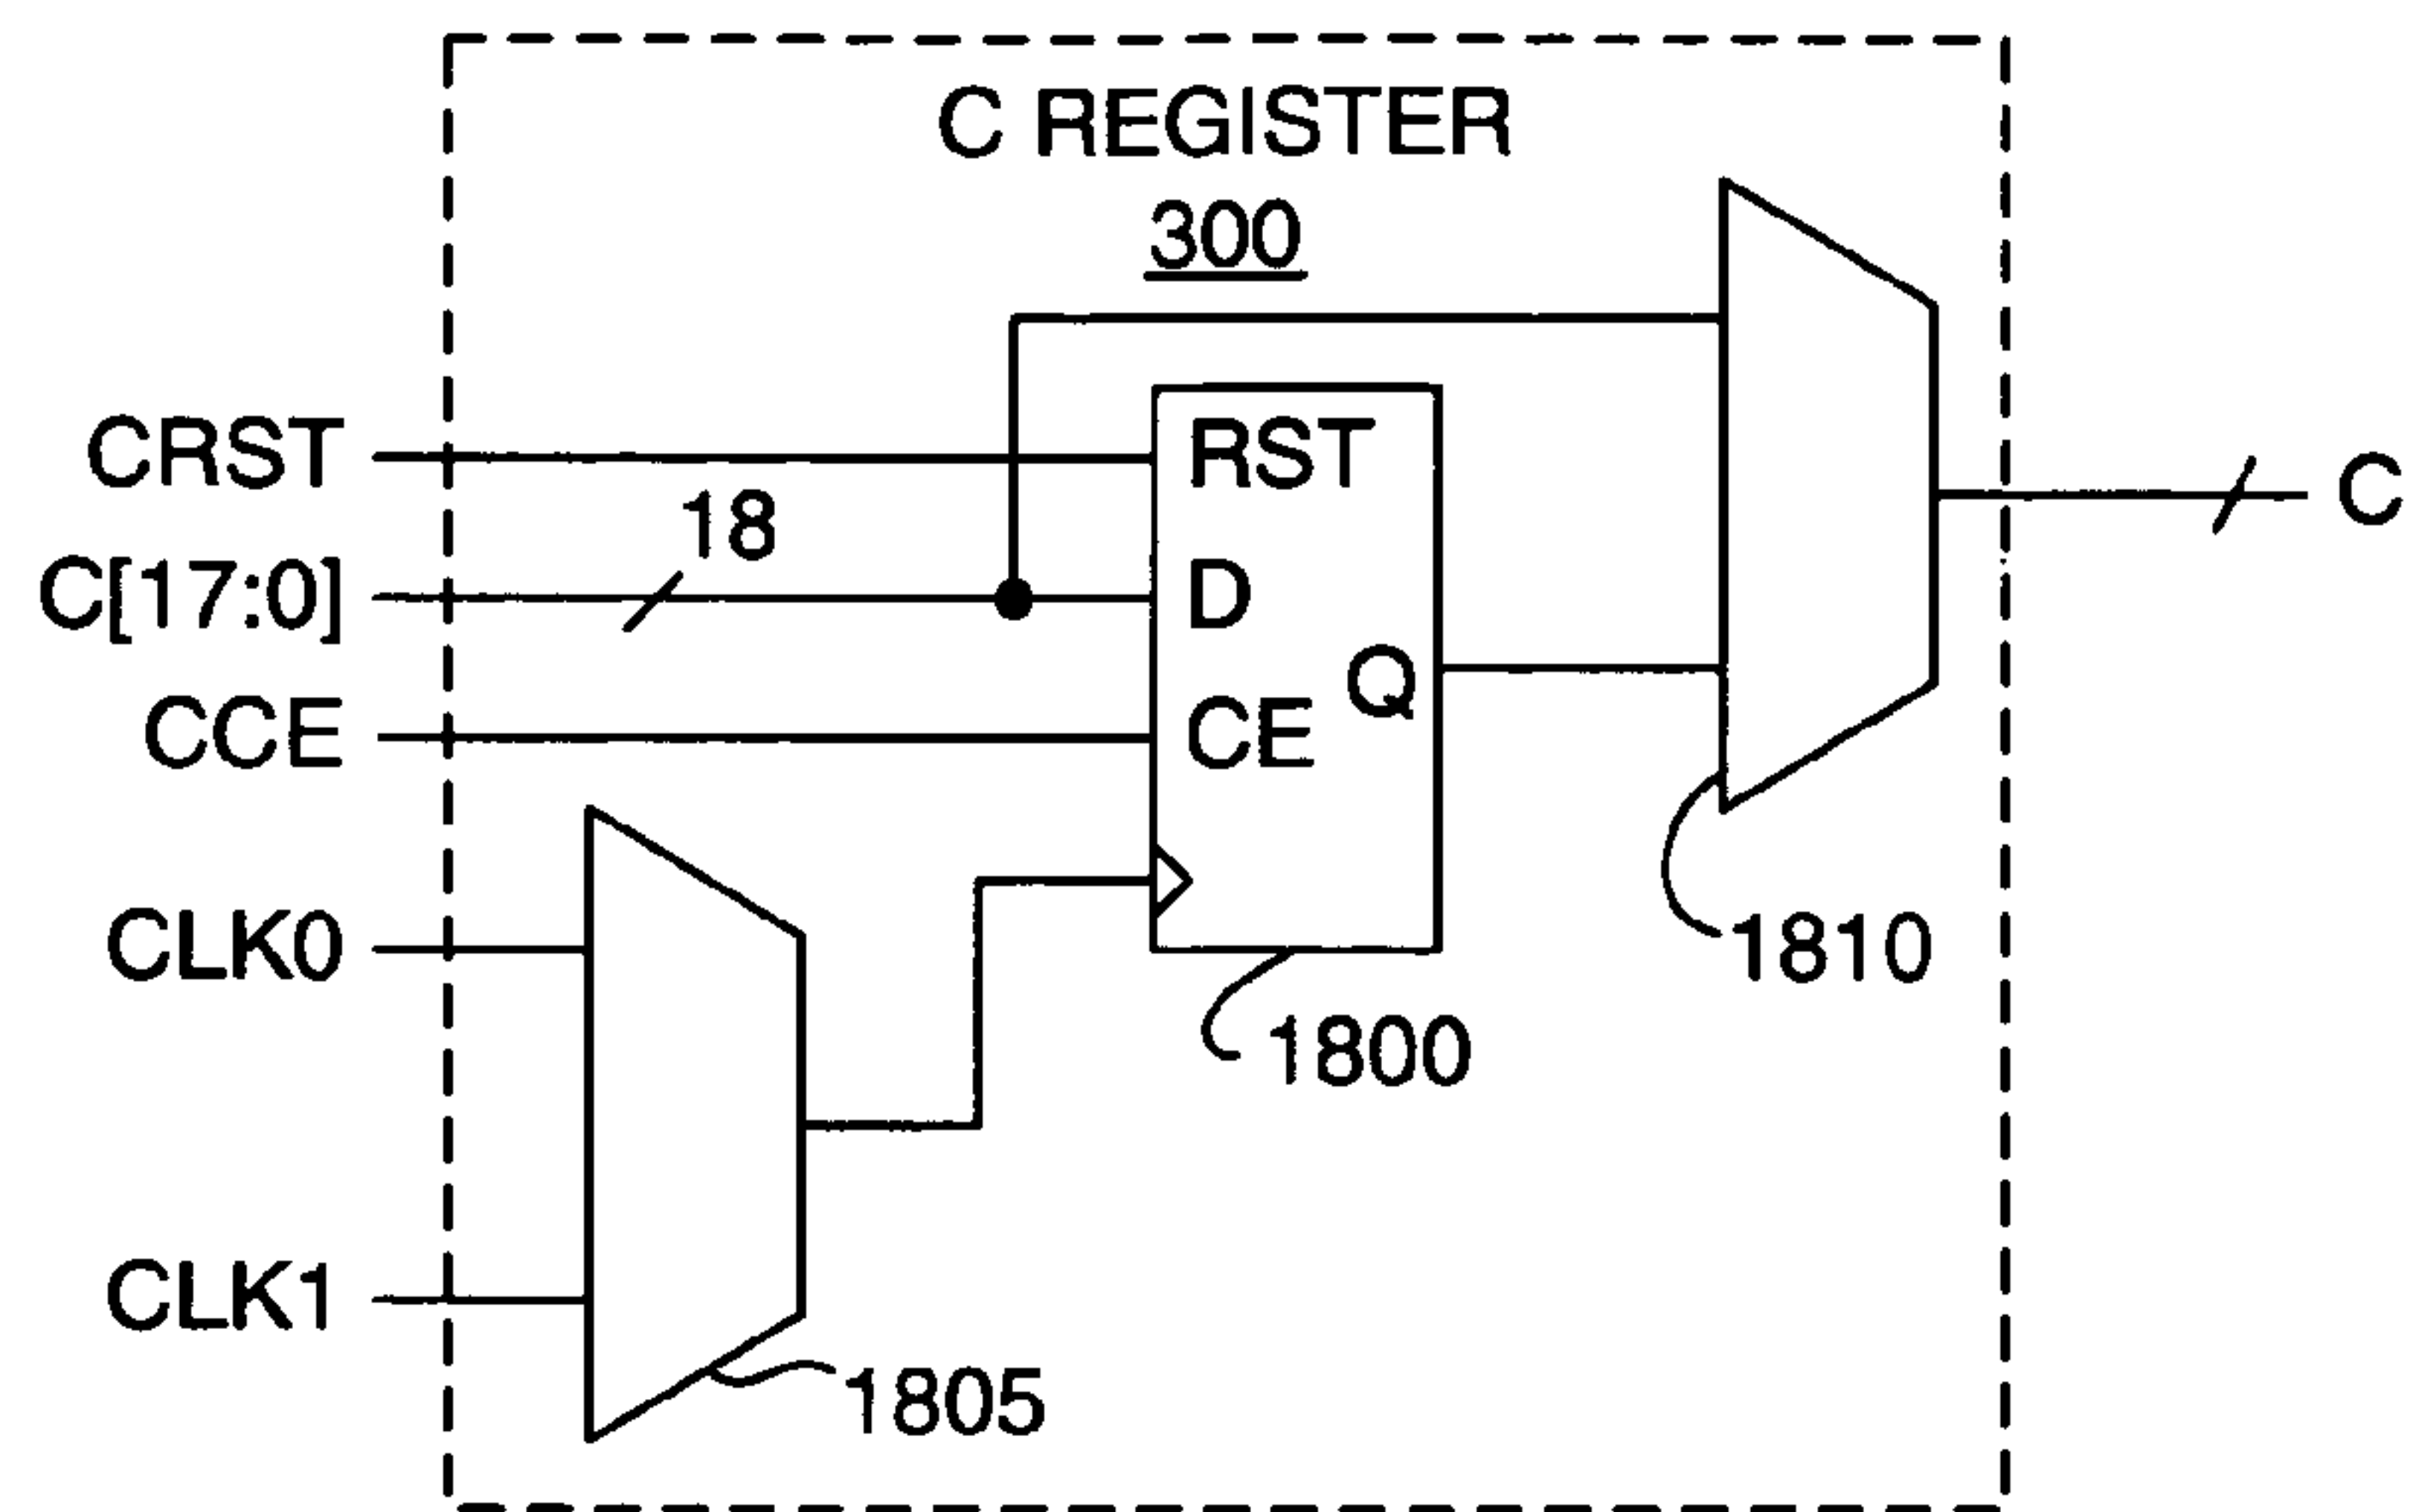 C REGISTER
300
CRST
RST
18
C
C[17:0]
D
Q
CCE
CE
CLK0
1810
1800
CLK1
1805